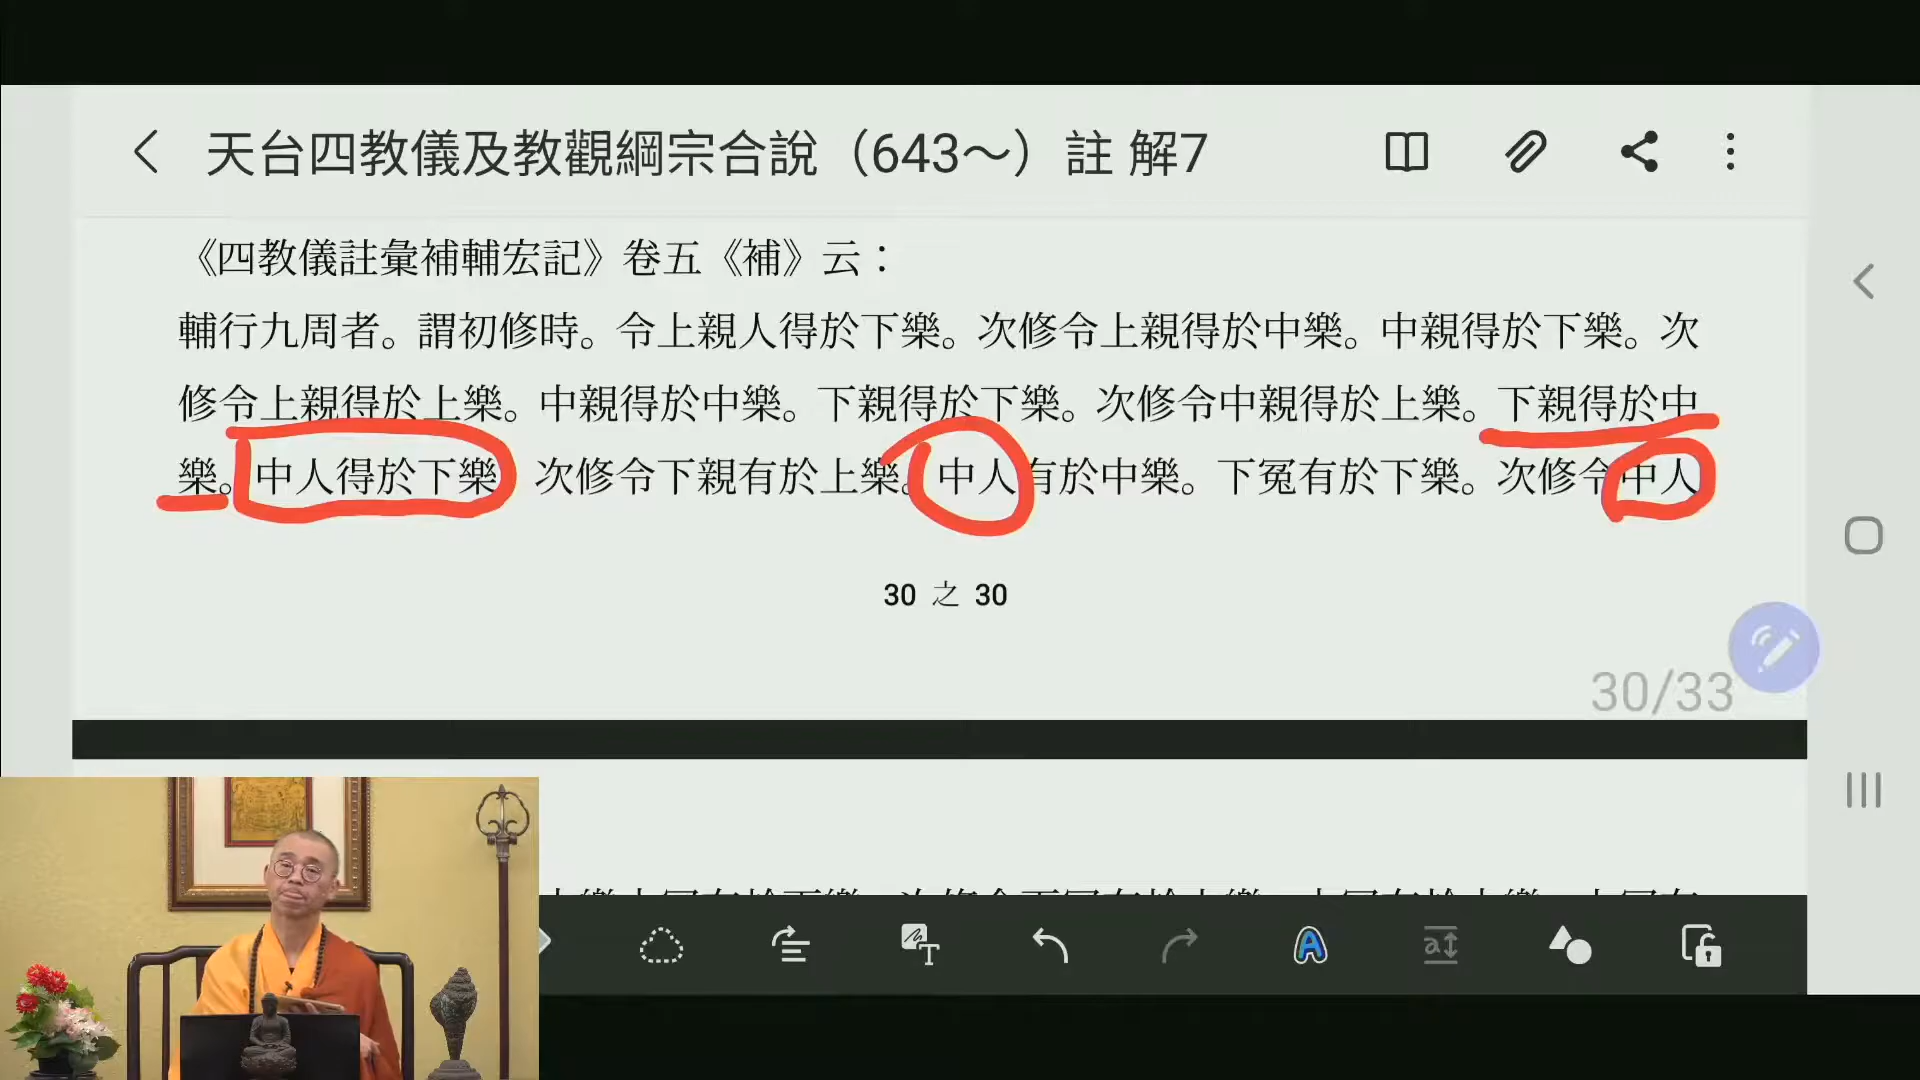 天台四教儀及教觀綱宗合說（643～）註 解7
《四教儀註彙補輔宏記》卷五《補》云：
輔行九周者。謂初修時。令上親人得於下樂。次修令上親得於中樂。中親得於下樂。次
修令上親得於上樂。中親得於中樂。下親得於下樂。次修令中親得於上樂。下親得於中
樂。中人得於下樂 次修令下親有於上樂。中人有於中樂。下冤有於下樂。次修令中人
30 之 30
30/33